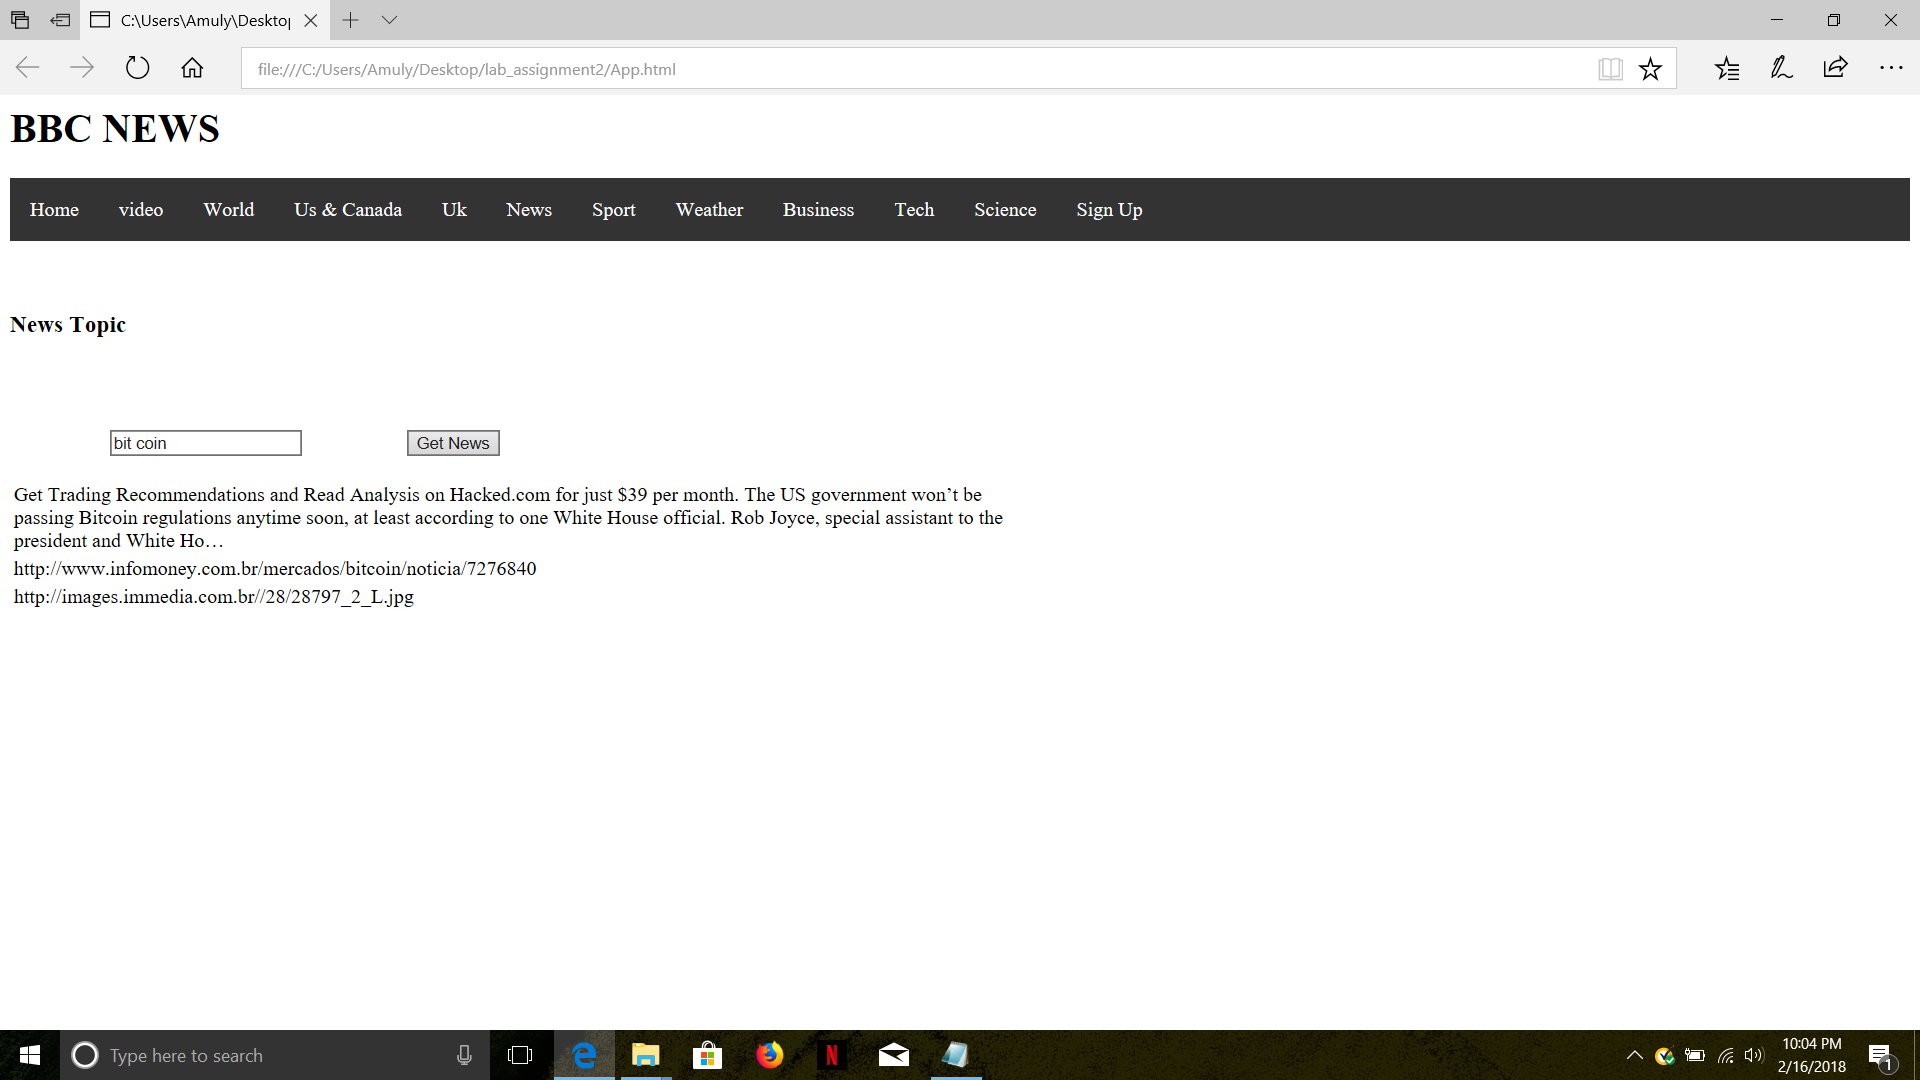 C:\Users\Amuly\Desktop
file:///C:/Users/Amuly/Desktop/lab_assignment2/App.html
BBC NEWS
Home video World Us & Canada Uk News Sport Weather Business Tech Science Sign Up
News Topic
bit coin Get News
Get Trading Recommendations and Read Analysis on Hacked.com for just $39 per month. The US government won’t be
passing Bitcoin regulations anytime soon, at least according to one White House official. Rob Joyce, special assistant to the
president and White Ho…
http://www.infomoney.com.br/mercados/bitcoin/noticia/7276840
http://images.immedia.com.br//28/28797_2_L.jpg
Type here to search
N
10:04 PM
2/16/2018
1